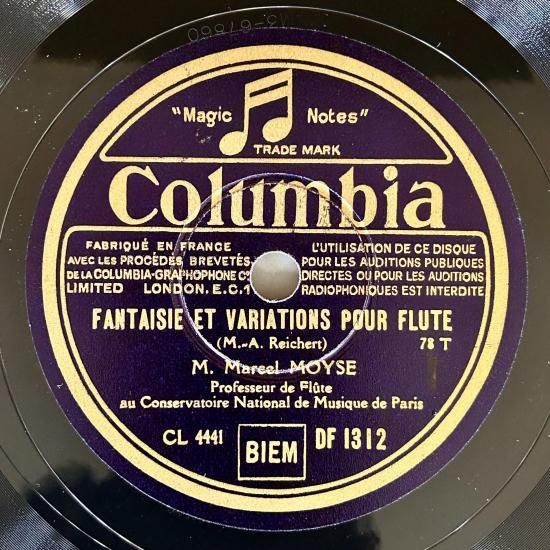 "Magic Notes"
TRADE MARK
Columbia
FABRIQUÉ EN FRANCE
AVEC LES PROCÉDÉS BREVETÉS
DE LA COLUMBIA-GRAPHOPHONE Cº
LIMITED LONDON. E.C.1
L'UTILISATION DE CE DISQUE
POUR LES AUDITIONS PUBLIQUES
DIRECTES OU POUR LES AUDITIONS
RADIOPHONIQUES EST INTERDITE
FANTAISIE ET VARIATIONS POUR FLUTE
(M.-A. Reichert) 78 T
M. Marcel MOYSE
Professeur de Flûte
au Conservatoire National de Musique de Paris
CL 4441 BIEM DF 1312